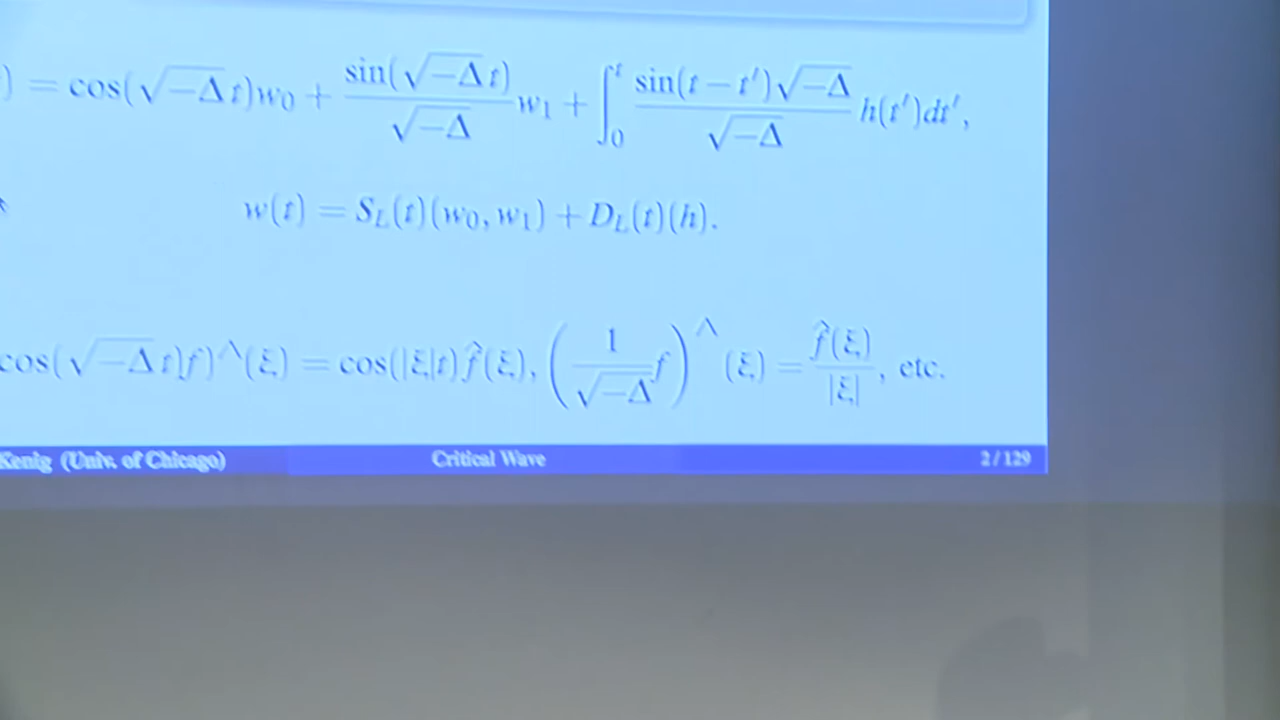 ) = cos(√−Δ t)w₀ + sin(√−Δ t)/√−Δ w₁ + ∫₀ᵗ sin(t − t′)√−Δ/√−Δ h(t′)dt′,
w(t) = S_L(t)(w₀, w₁) + D_L(t)(h).
cos(√−Δ t)f)^∧(ξ) = cos(|ξ|t)f̂(ξ), (1/√−Δ f)^∧ (ξ) = f̂(ξ)/|ξ|, etc.
Kenig (Univ. of Chicago) Critical Wave 2 / 129